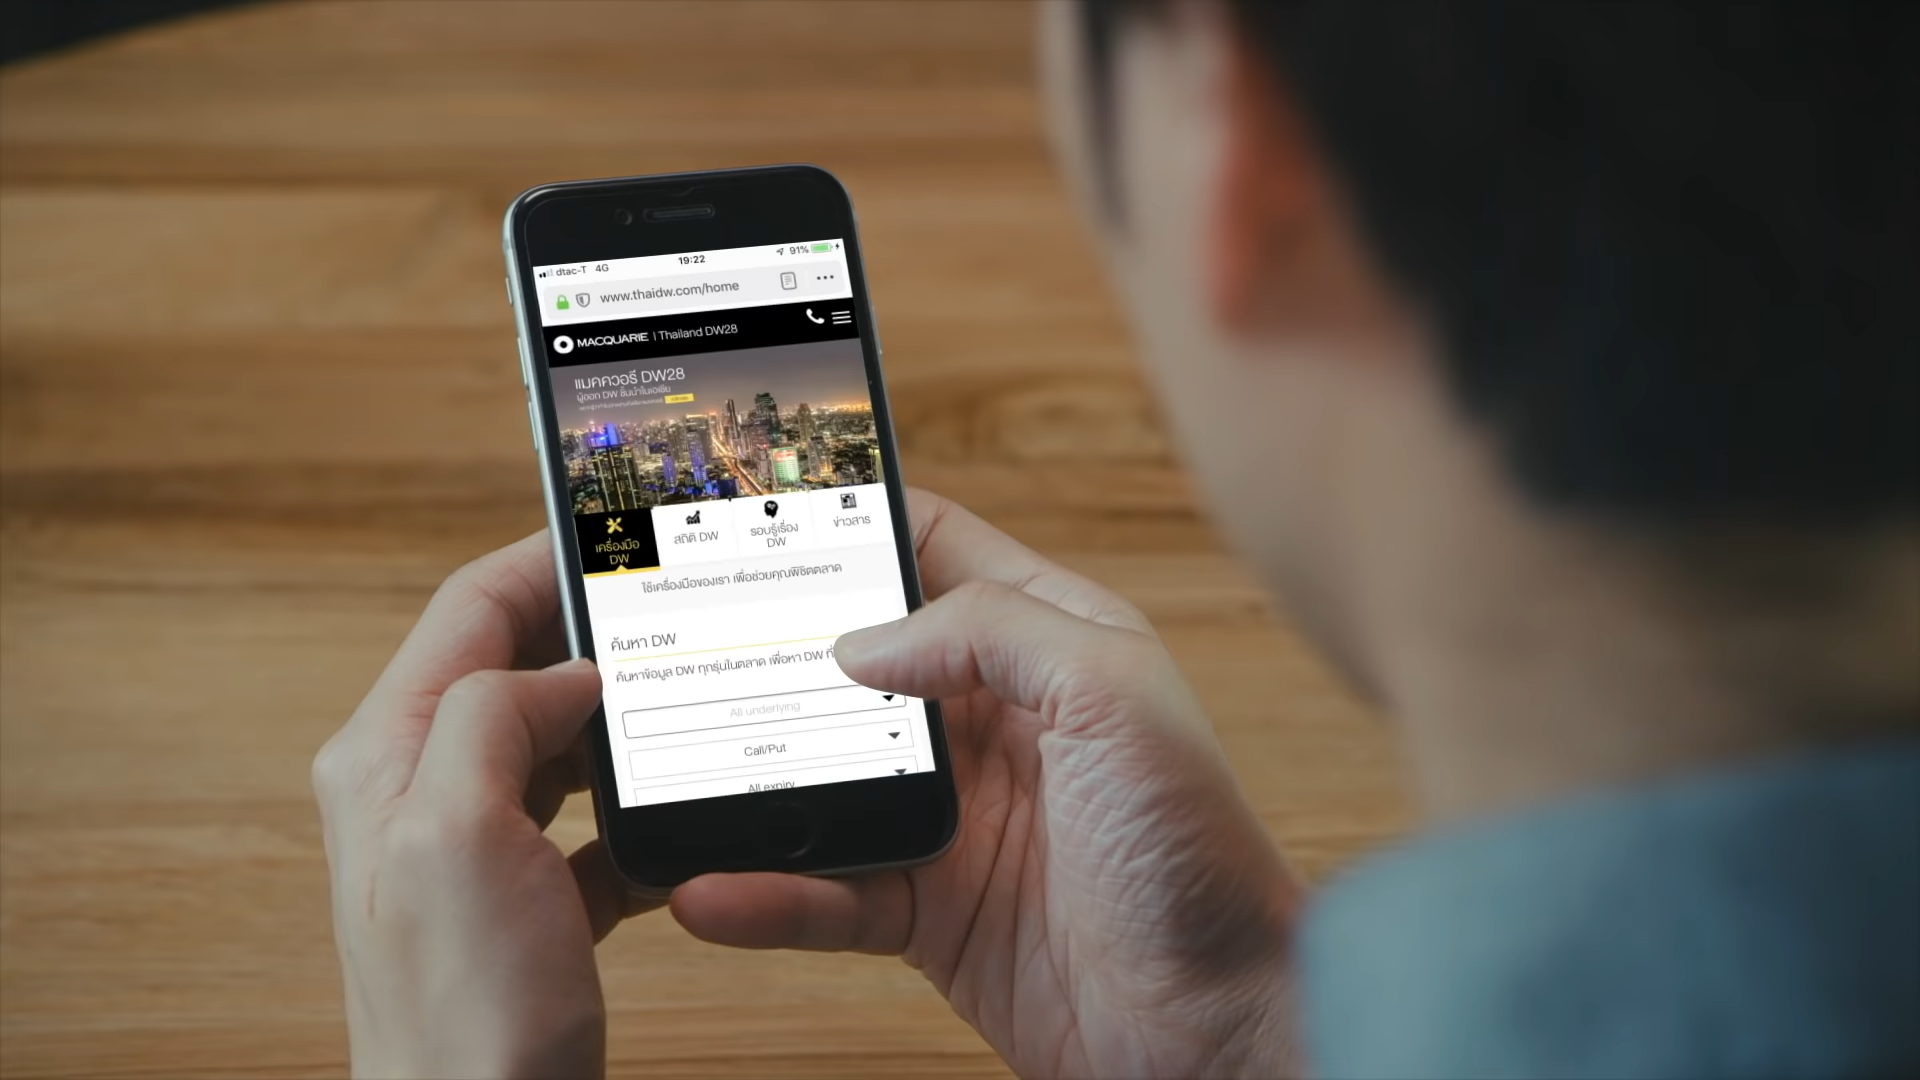 dtac-T 4G 19:22 91%
www.thaidw.com/home
MACQUARIE | Thailand DW28
แมคควอรี DW28
ผู้ออก DW ชั้นนำในเอเชีย
เครื่องมือ DW
สถิติ DW
รอบรู้เรื่อง DW
ข่าวสาร
ใช้เครื่องมือของเรา เพื่อช่วยคุณพิชิตตลาด
ค้นหา DW
ค้นหาข้อมูล DW ทุกรุ่นในตลาด เพื่อหา DW ที่
All underlying
Call/Put
All expiry